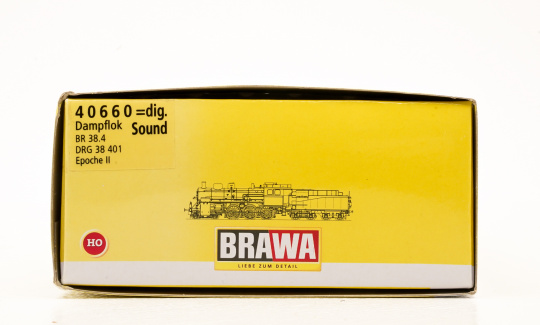 40660=dig.
Dampflok Sound
BR 38.4
DRG 38 401
Epoche II
HO
BRAWA
LIEBE ZUM DETAIL